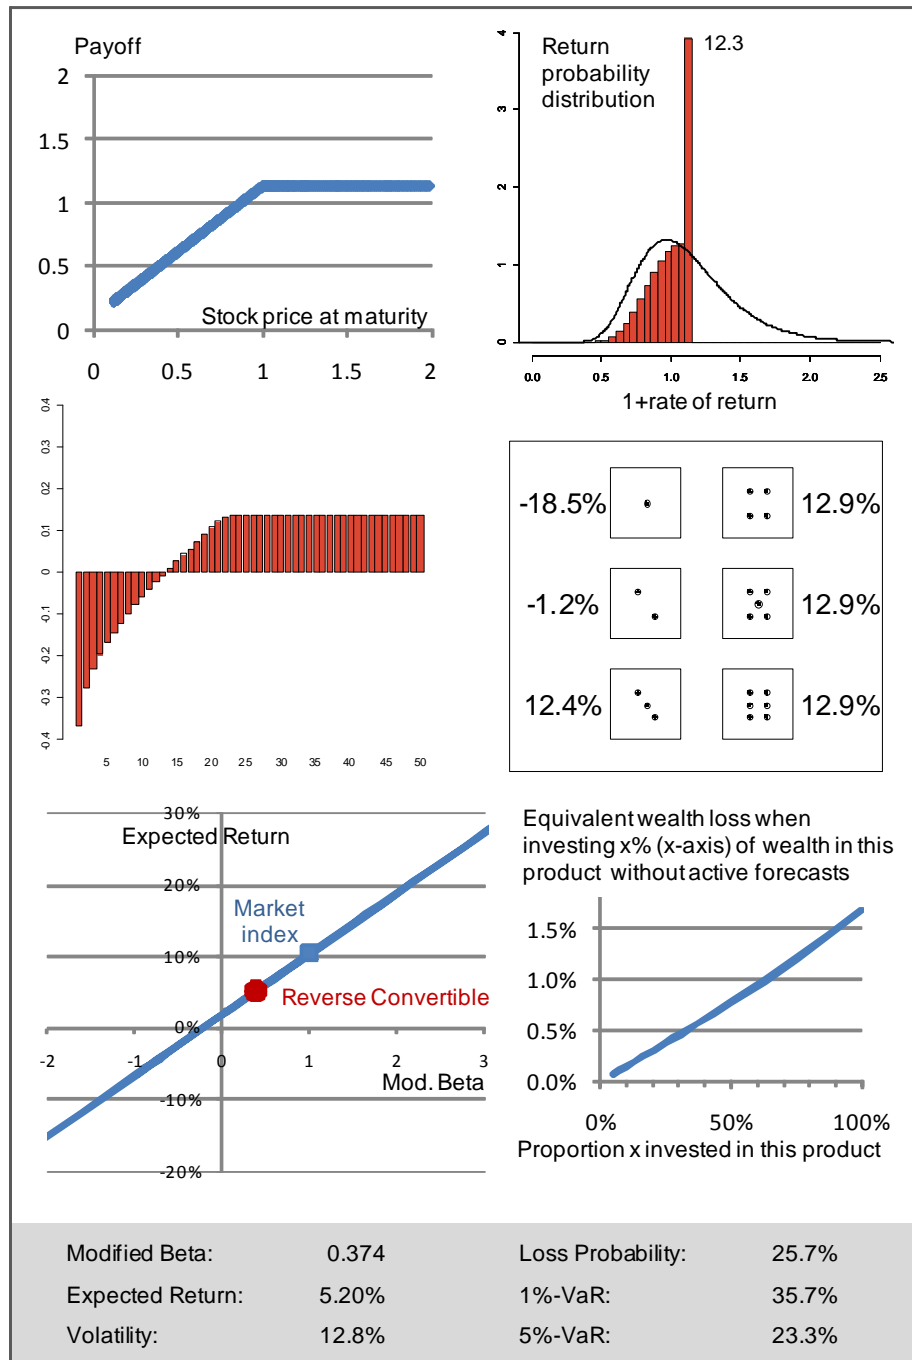 Payoff
2
1.5
1
0.5
0
Stock price at maturity
0 0.5 1 1.5 2
Return
probability
distribution
12.3
4
3
2
1
0
0.0 0.5 1.0 1.5 2.0 2.5
1+rate of return
0.4
0.3
0.2
0.1
0
-0.1
-0.2
-0.3
-0.4
5 10 15 20 25 30 35 40 45 50
-18.5% 12.9%
-1.2% 12.9%
12.4% 12.9%
30%
Expected Return
20%
Market
index
10%
Reverse Convertible
0%
-2 -1 0 1 2 3
Mod. Beta
-10%
-20%
Equivalent wealth loss when
investing x% (x-axis) of wealth in this
product without active forecasts
1.5%
1.0%
0.5%
0.0%
0% 50% 100%
Proportion x invested in this product
Modified Beta: 0.374 Loss Probability: 25.7%
Expected Return: 5.20% 1%-VaR: 35.7%
Volatility: 12.8% 5%-VaR: 23.3%